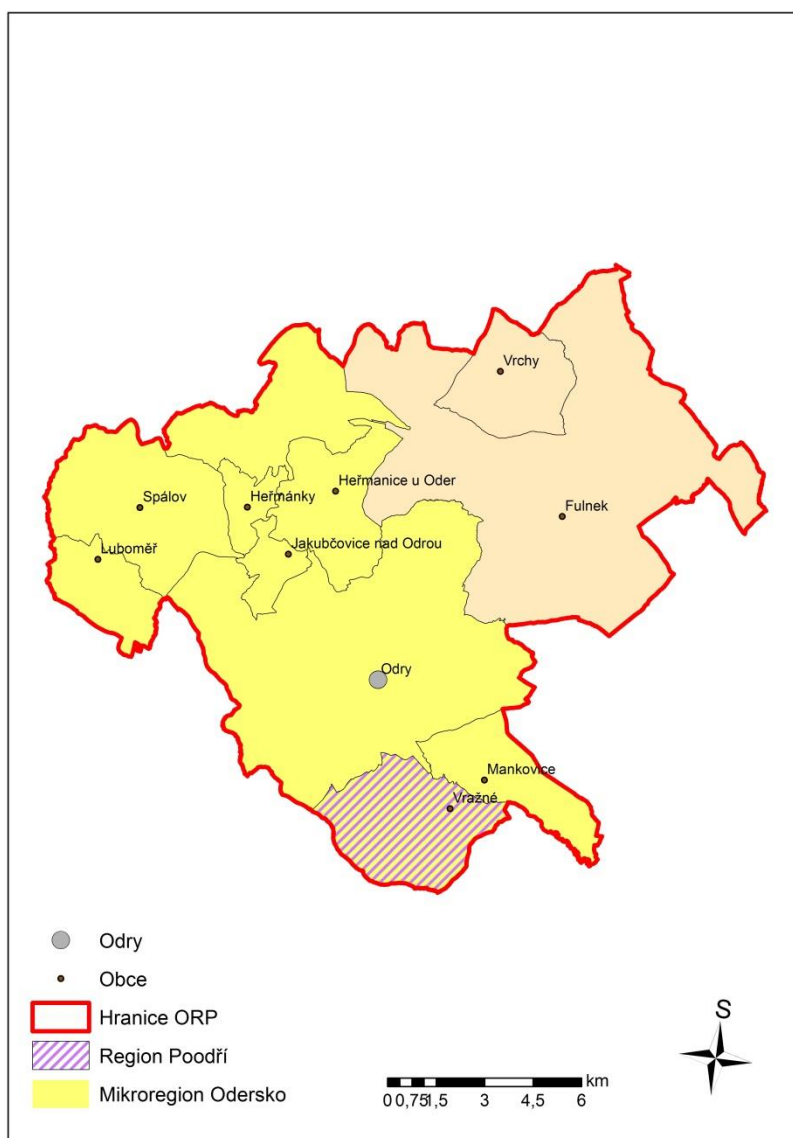 Vrchy
Heřmanice u Oder
Spálov
Heřmánky
Fulnek
Jakubčovice nad Odrou
Luboměř
Odry
Mankovice
Vražné
Odry
Obce
Hranice ORP
Region Poodří
Mikroregion Odersko
S
km
0 0,75 1,5 3 4,5 6